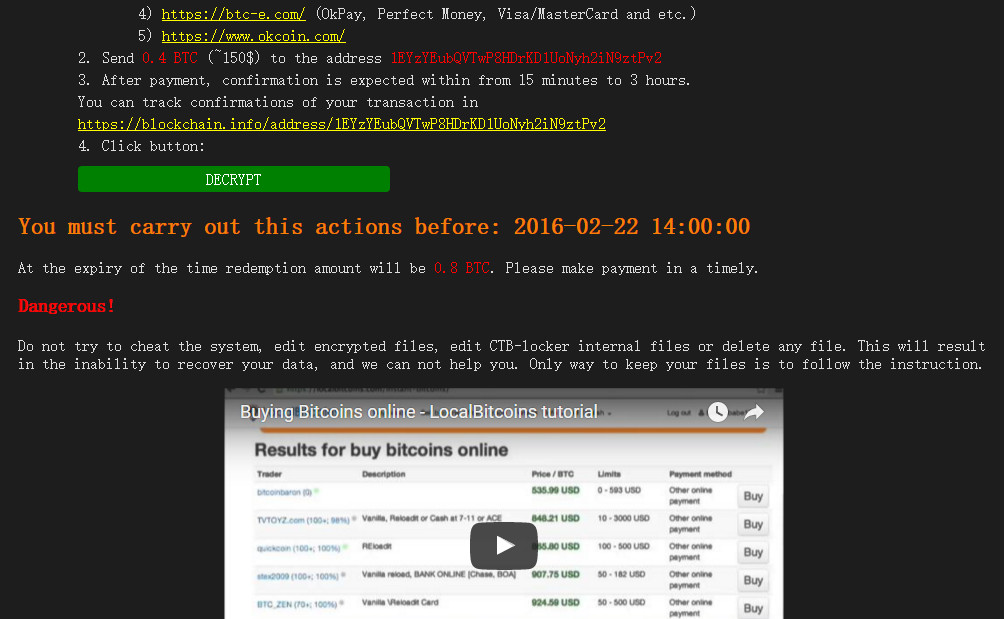 4) https://btc-e.com/ (OkPay, Perfect Money, Visa/MasterCard and etc.)
5) https://www.okcoin.com/
2. Send 0.4 BTC (~150$) to the address 1EYzYEubQVTwP8HDrKD1UoNyh2iN9ztPv2
3. After payment, confirmation is expected within from 15 minutes to 3 hours.
You can track confirmations of your transaction in
https://blockchain.info/address/1EYzYEubQVTwP8HDrKD1UoNyh2iN9ztPv2
4. Click button:
DECRYPT
You must carry out this actions before: 2016-02-22 14:00:00
At the expiry of the time redemption amount will be 0.8 BTC. Please make payment in a timely.
Dangerous!
Do not try to cheat the system, edit encrypted files, edit CTB-locker internal files or delete any file. This will result
in the inability to recover your data, and we can not help you. Only way to keep your files is to follow the instruction.
Buying Bitcoins online - LocalBitcoins tutorial
Log out
Results for buy bitcoins online
Trader Description Price / BTC Limits Payment method
bitcoinbaron (0) 535.99 USD 0 - 593 USD Other online payment Buy
TVTOYZ.com (100+; 98%) Vanilla, Reloadit or Cash at 7-11 or ACE 848.21 USD 10 - 3000 USD Other online payment Buy
quickcoin (100+; 100%) REloadit 100 - 500 USD Other online payment Buy
stex2009 (100+; 100%) Vanilla reload, BANK ONLINE [Chase, BOA] 907.75 USD 50 - 182 USD Other online payment Buy
BTC_ZEN (70+; 100%) Vanilla \Reloadit Card 924.59 USD 50 - 500 USD Other online payment Buy